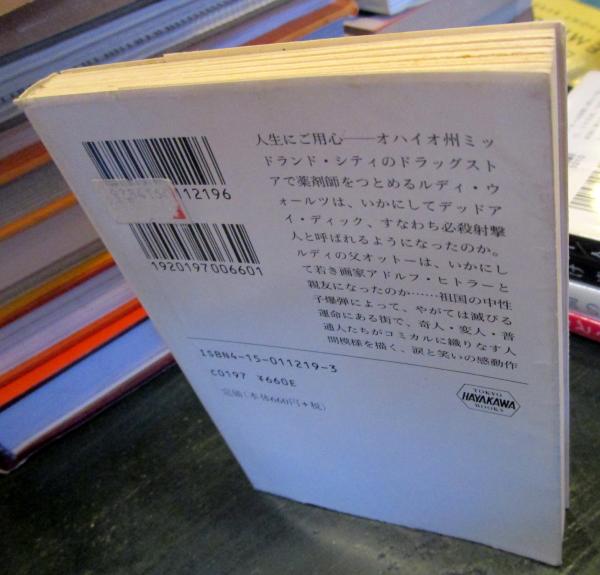 人生にご用心――オハイオ州ミッ
ドランド・シティのドラッグスト
アで薬剤師をつとめるルディ・ウ
ォールツは、いかにしてデッドア
イ・ディック、すなわち必殺射撃
人と呼ばれるようになったのか。
ルディの父オットーは、いかにし
て若き画家アドルフ・ヒトラーと
親友になったのか……祖国の中性
子爆弾によって、やがては滅びる
運命にある街で、奇人・変人・普
通人たちがコミカルに織りなす人
間模様を描く、涙と笑いの感動作
12196
1920197006601
ISBN4-15-011219-3
C0197 ¥660E
定価(本体660円+税)
TOKYO
HAYAKAWA
BOOKS